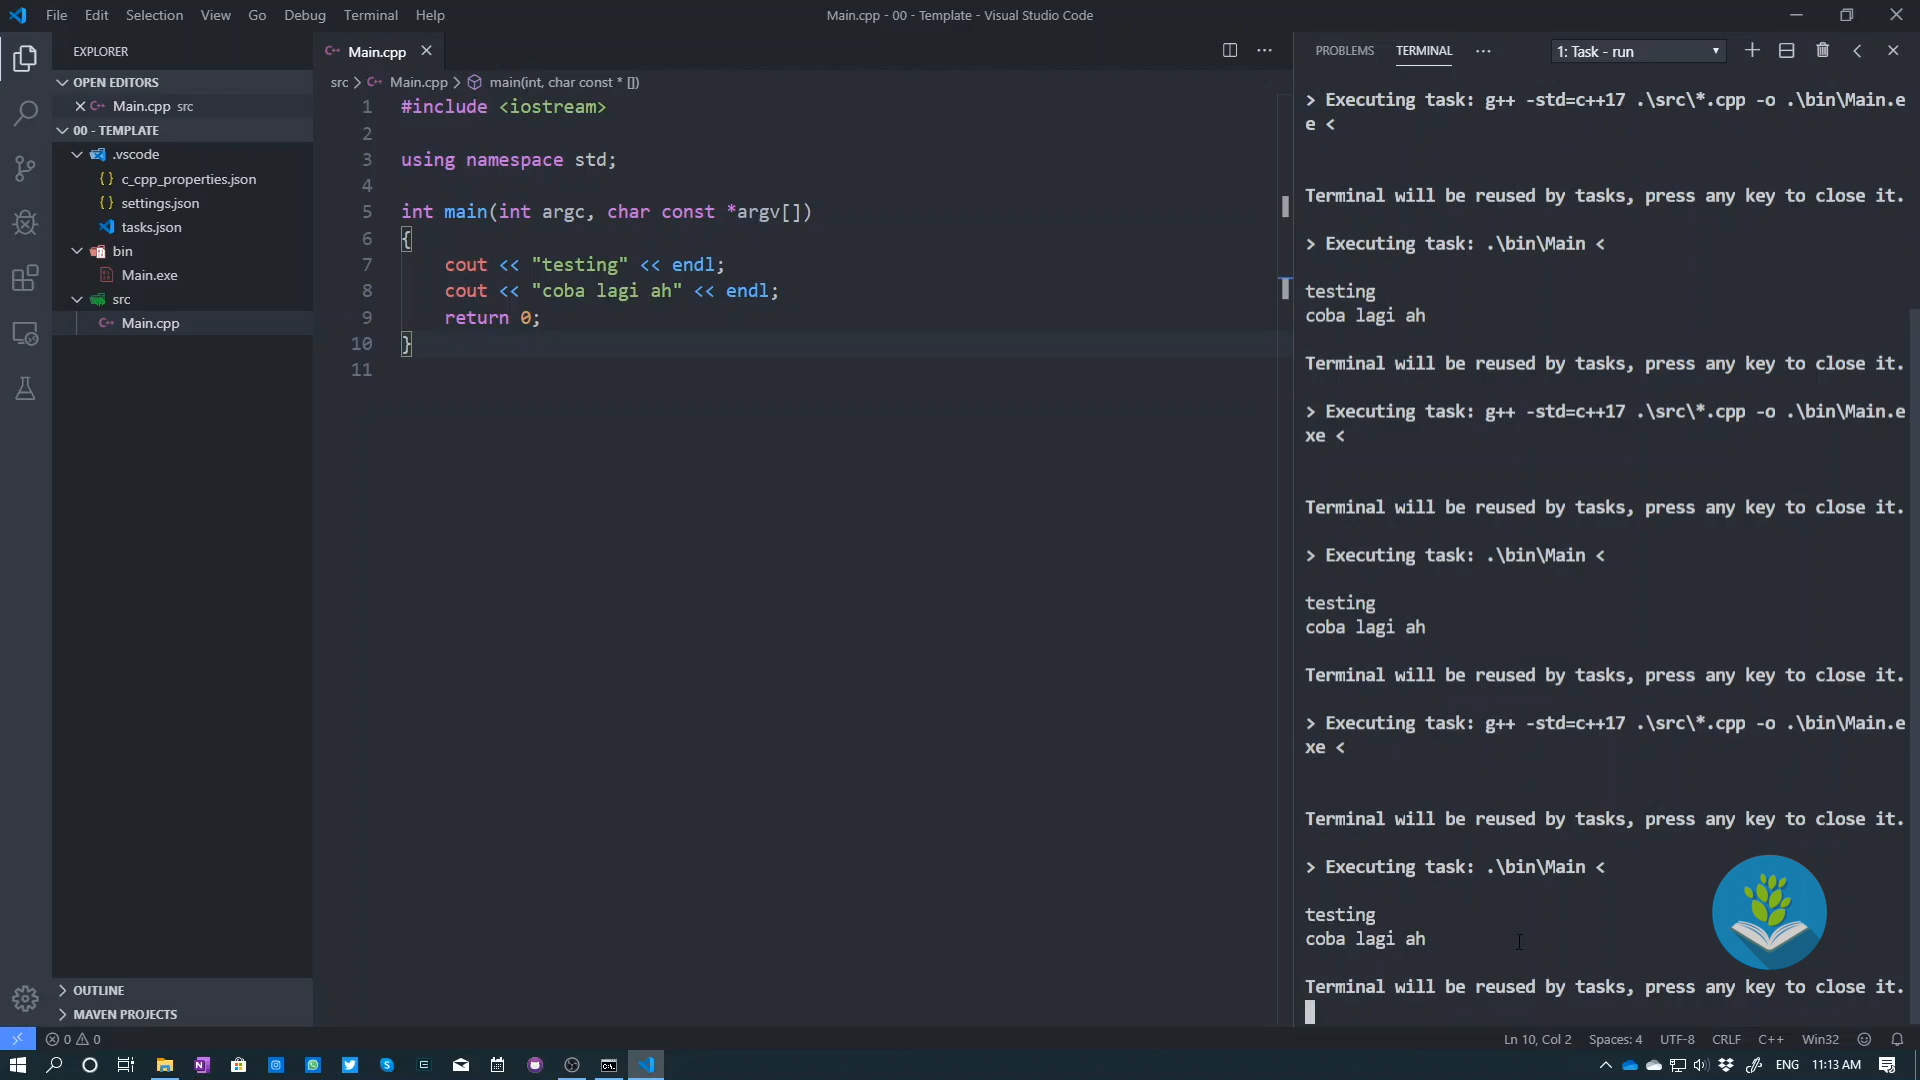 File Edit Selection View Go Debug Terminal Help
Main.cpp - 00 - Template - Visual Studio Code
EXPLORER
OPEN EDITORS
Main.cpp src
00 - TEMPLATE
.vscode
{} c_cpp_properties.json
{} settings.json
tasks.json
bin
Main.exe
src
Main.cpp
OUTLINE
MAVEN PROJECTS
Main.cpp
src > Main.cpp > main(int, char const * [])
1 #include <iostream>
2
3 using namespace std;
4
5 int main(int argc, char const *argv[])
6 {
7 cout << "testing" << endl;
8 cout << "coba lagi ah" << endl;
9 return 0;
10 }
11
PROBLEMS TERMINAL ··· 1: Task - run
> Executing task: g++ -std=c++17 .\src\*.cpp -o .\bin\Main.e
e <
Terminal will be reused by tasks, press any key to close it.
> Executing task: .\bin\Main <
testing
coba lagi ah
Terminal will be reused by tasks, press any key to close it.
> Executing task: g++ -std=c++17 .\src\*.cpp -o .\bin\Main.e
xe <
Terminal will be reused by tasks, press any key to close it.
> Executing task: .\bin\Main <
testing
coba lagi ah
Terminal will be reused by tasks, press any key to close it.
> Executing task: g++ -std=c++17 .\src\*.cpp -o .\bin\Main.e
xe <
Terminal will be reused by tasks, press any key to close it.
> Executing task: .\bin\Main <
testing
coba lagi ah
Terminal will be reused by tasks, press any key to close it.
0 0
Ln 10, Col 2 Spaces: 4 UTF-8 CRLF C++ Win32
ENG 11:13 AM